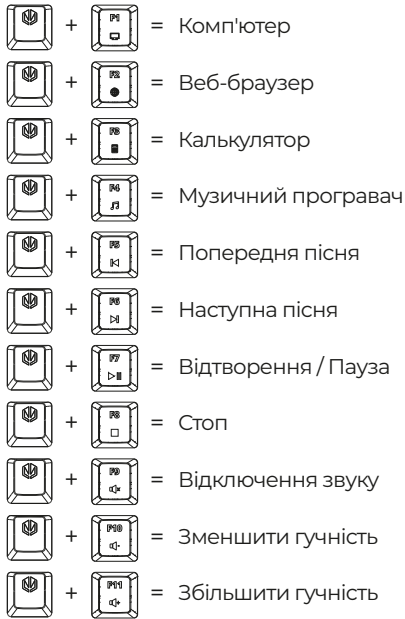 + F1 = Комп'ютер
+ F2 = Веб-браузер
+ F3 = Калькулятор
+ F4 = Музичний програвач
+ F5 = Попередня пісня
+ F6 = Наступна пісня
+ F7 = Відтворення / Пауза
+ F8 = Стоп
+ F9 = Відключення звуку
+ F10 = Зменшити гучність
+ F11 = Збільшити гучність